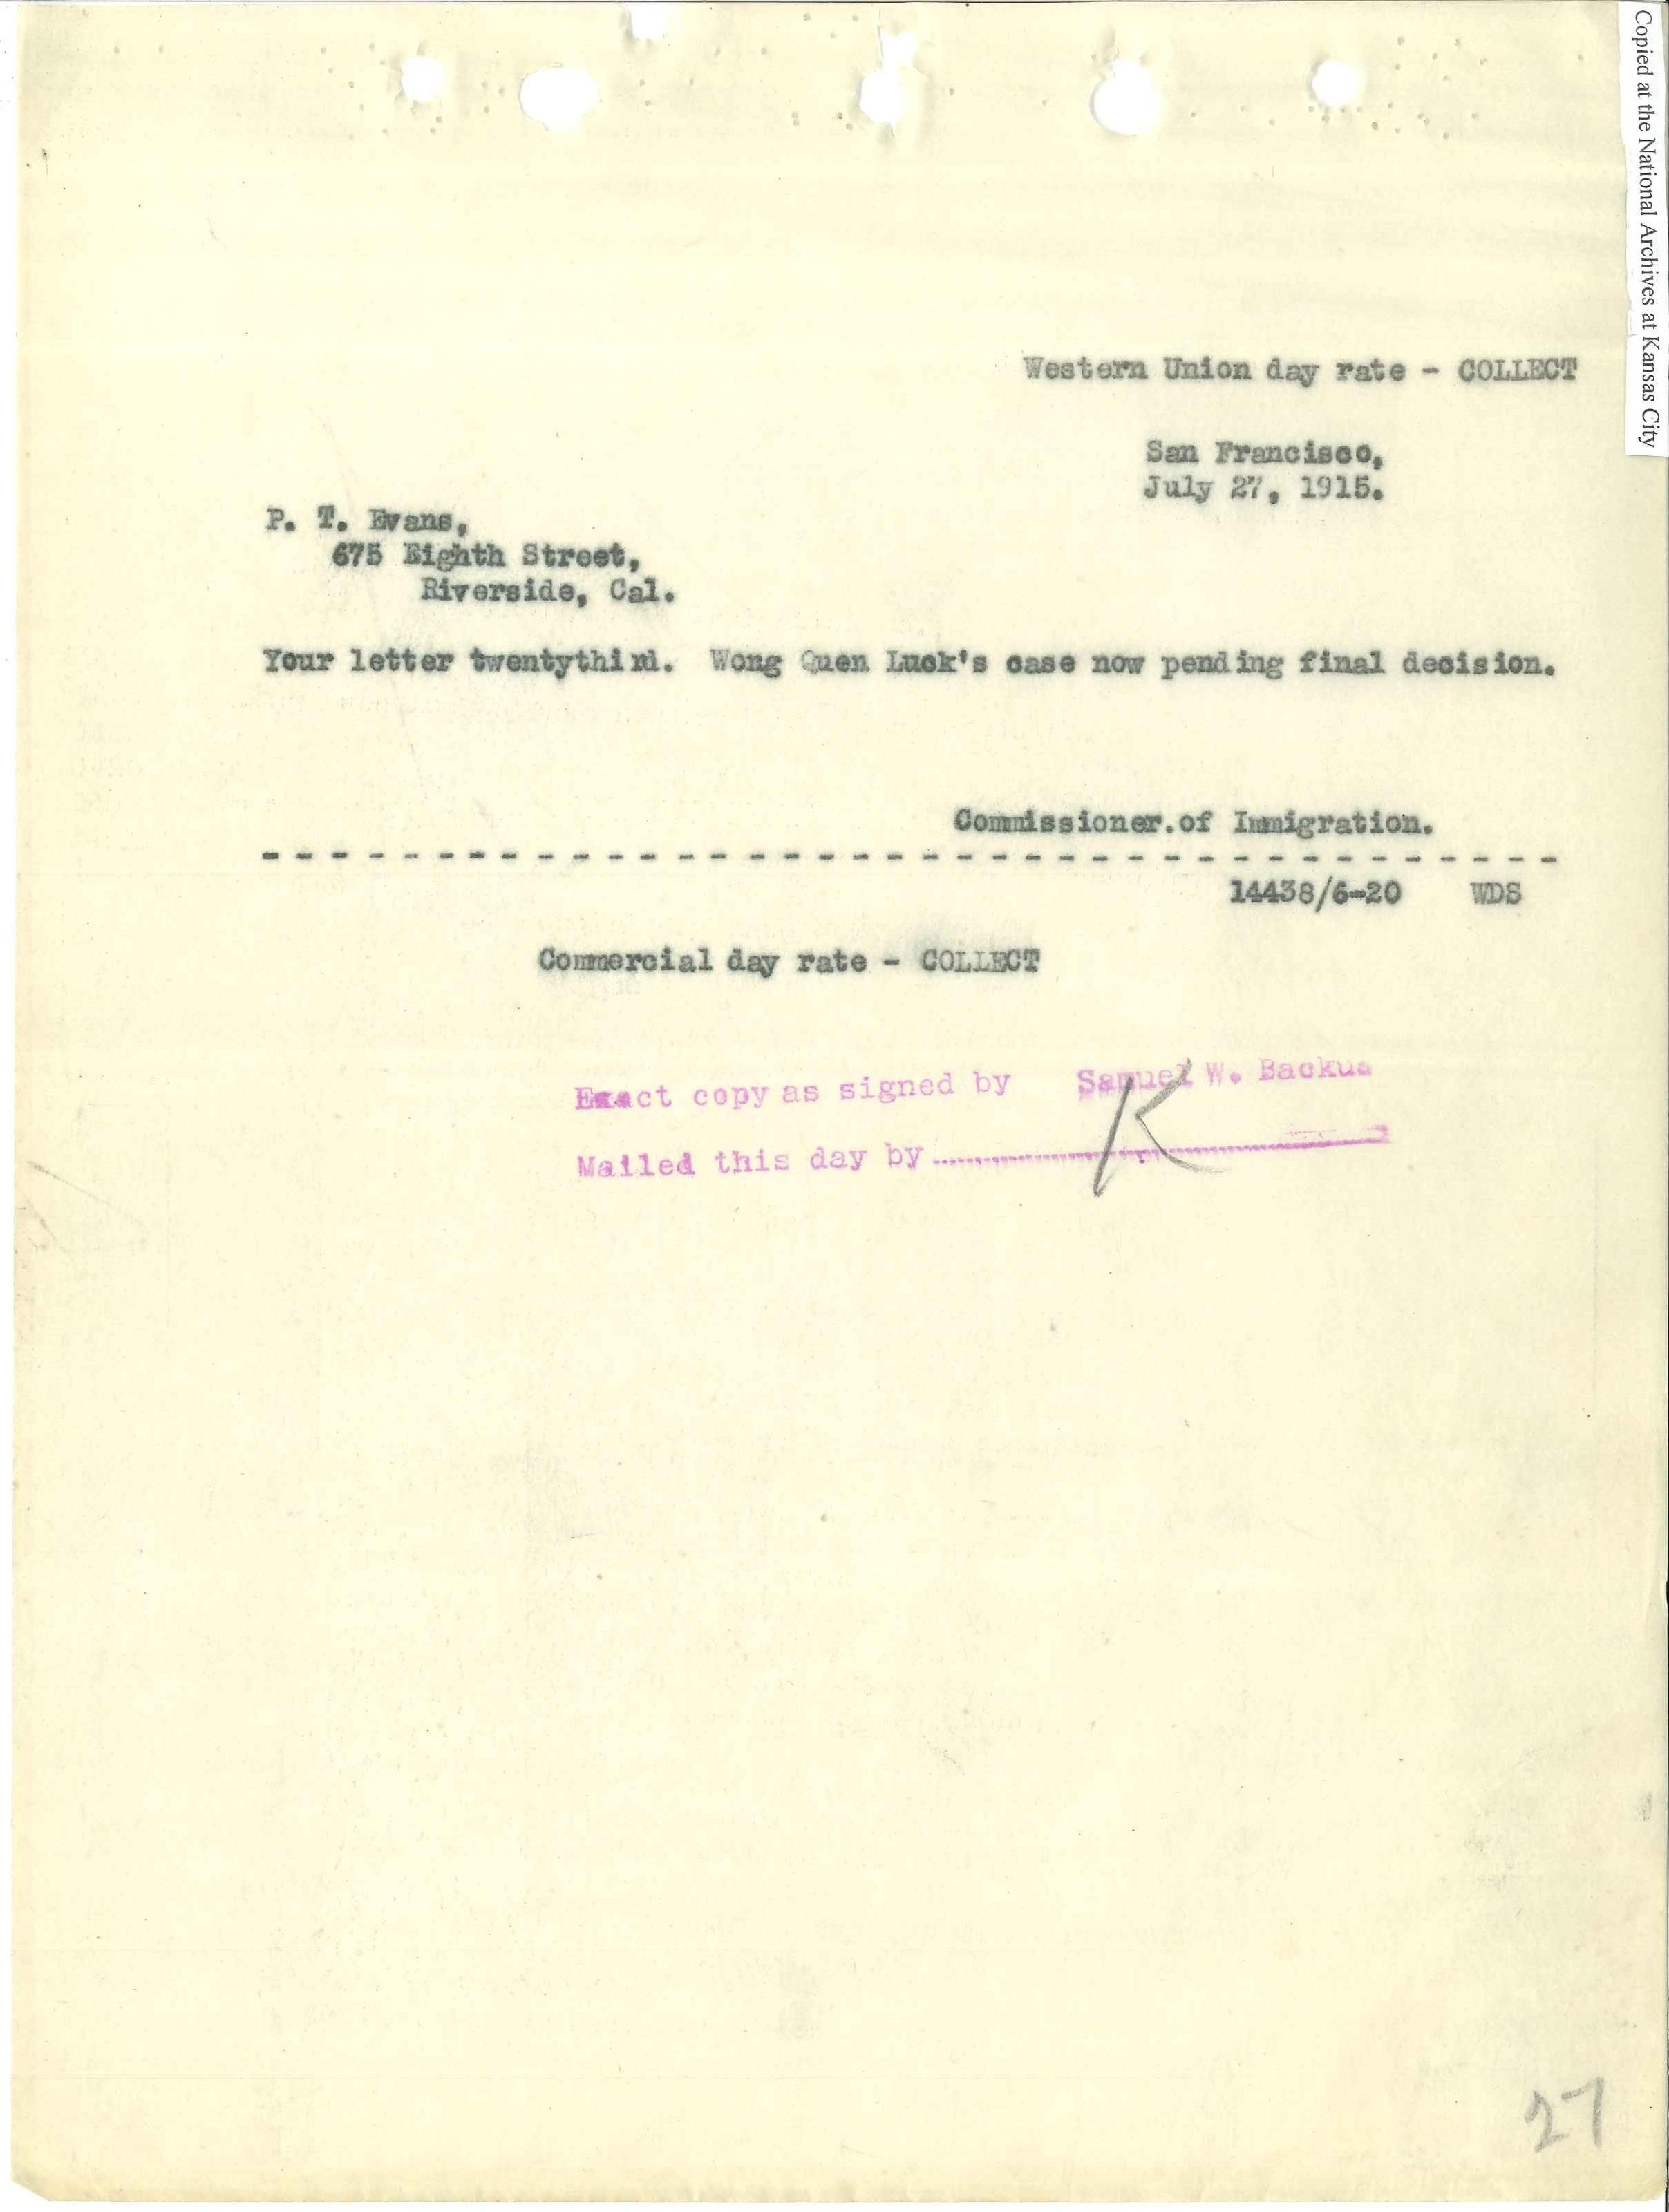 Copied at the National Archives at Kansas City
Western Union day rate - COLLECT
San Francisco,
July 27, 1915.
P. T. Evans,
675 Eighth Street,
Riverside, Cal.
Your letter twentythird. Wong Quen Luck's case now pending final decision.
Commissioner.of Immigration.
- - - - - - - - - - - - - - - - - - - - - - - - - - - - - - - - - - - - - -
14438/6-20 WDS
Commercial day rate - COLLECT
Exact copy as signed by Samuel W. Backus
Mailed this day by
K
27